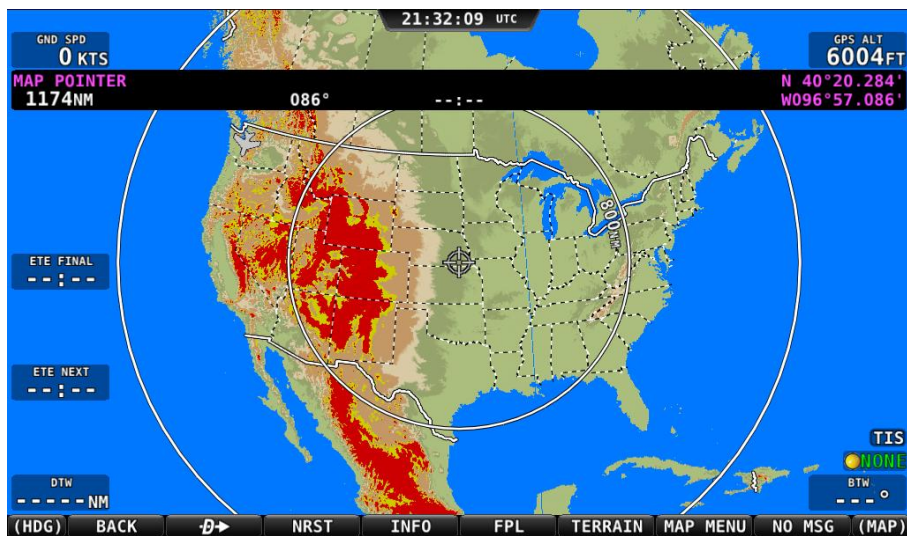 21:32:09 UTC
GND SPD
0 KTS
GPS ALT
6004FT
MAP POINTER
1174NM 086° --:--
N 40°20.284'
W096°57.086'
800NM
ETE FINAL
--:--
ETE NEXT
--:--
TIS
NONE
DTW
-----NM
BTW
---°
(HDG) BACK D NRST INFO FPL TERRAIN MAP MENU NO MSG (MAP)